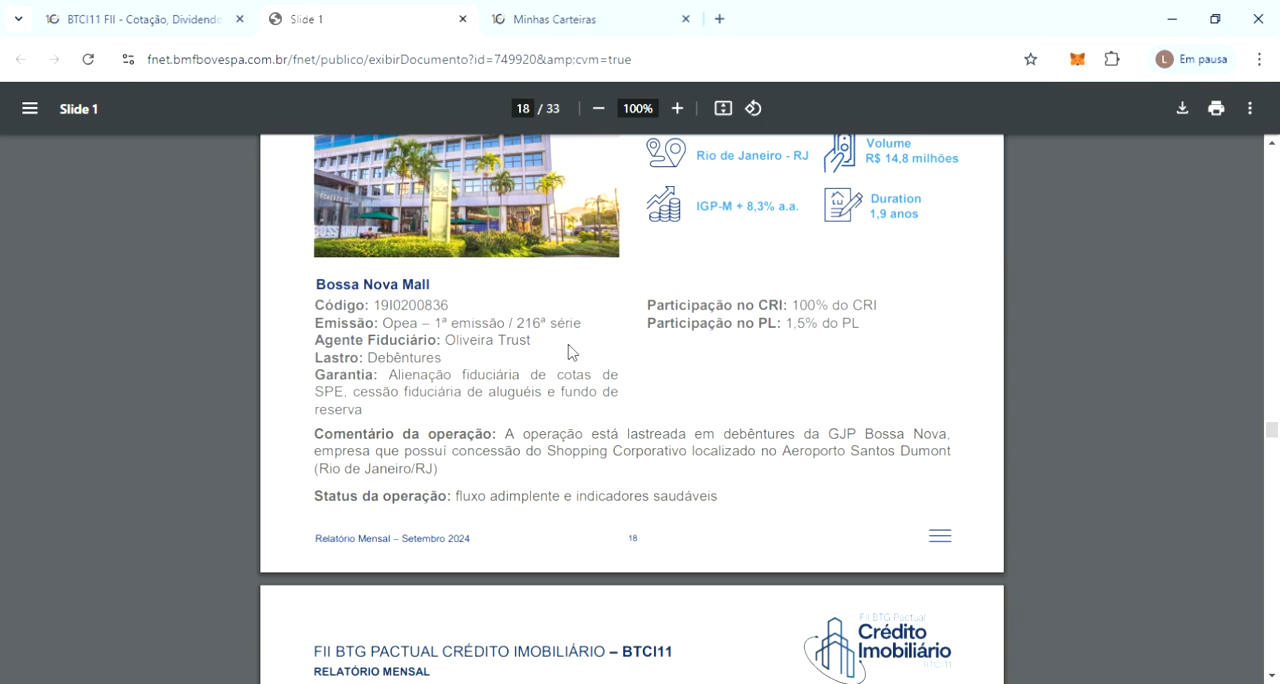 BTCI11 FII - Cotação, Dividendo
Slide 1
Minhas Carteiras
fnet.bmfbovespa.com.br/fnet/publico/exibirDocumento?id=749920&amp;cvm=true
L Em pausa
Slide 1
18 / 33
100%
Rio de Janeiro - RJ
Volume
R$ 14,8 milhões
IGP-M + 8,3% a.a.
Duration
1,9 anos
Bossa Nova Mall
Código: 19I0200836
Emissão: Opea – 1ª emissão / 216ª série
Agente Fiduciário: Oliveira Trust
Lastro: Debêntures
Garantia: Alienação fiduciária de cotas de
SPE, cessão fiduciária de aluguéis e fundo de
reserva
Participação no CRI: 100% do CRI
Participação no PL: 1,5% do PL
Comentário da operação: A operação está lastreada em debêntures da GJP Bossa Nova,
empresa que possuí concessão do Shopping Corporativo localizado no Aeroporto Santos Dumont
(Rio de Janeiro/RJ)
Status da operação: fluxo adimplente e indicadores saudáveis
Relatório Mensal – Setembro 2024
18
FII BTG PACTUAL CRÉDITO IMOBILIÁRIO – BTCI11
RELATÓRIO MENSAL
FII BTG Pactual
Crédito
Imobiliário
BTCI11